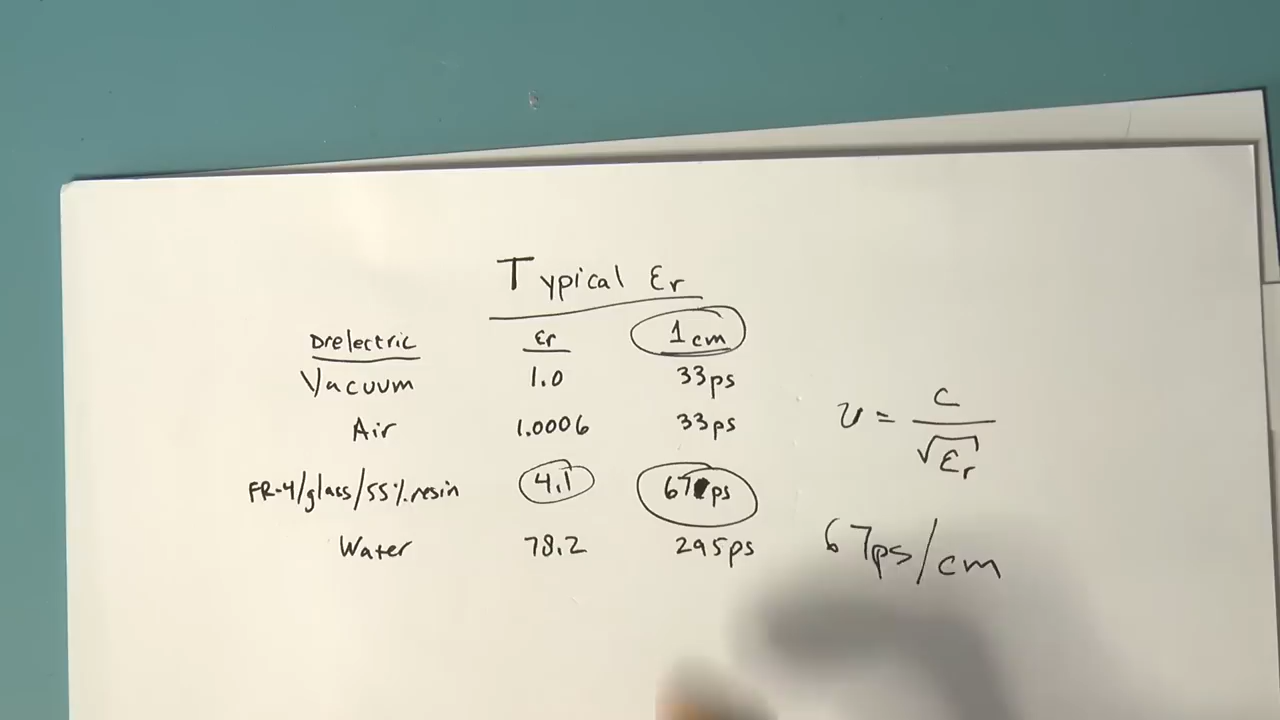 Typical εr
Dielectric εr 1cm
Vacuum 1.0 33ps
Air 1.0006 33ps
FR-4/glass/55% resin 4.1 67ps
Water 78.2 295ps
v = c / √εr
67ps/cm